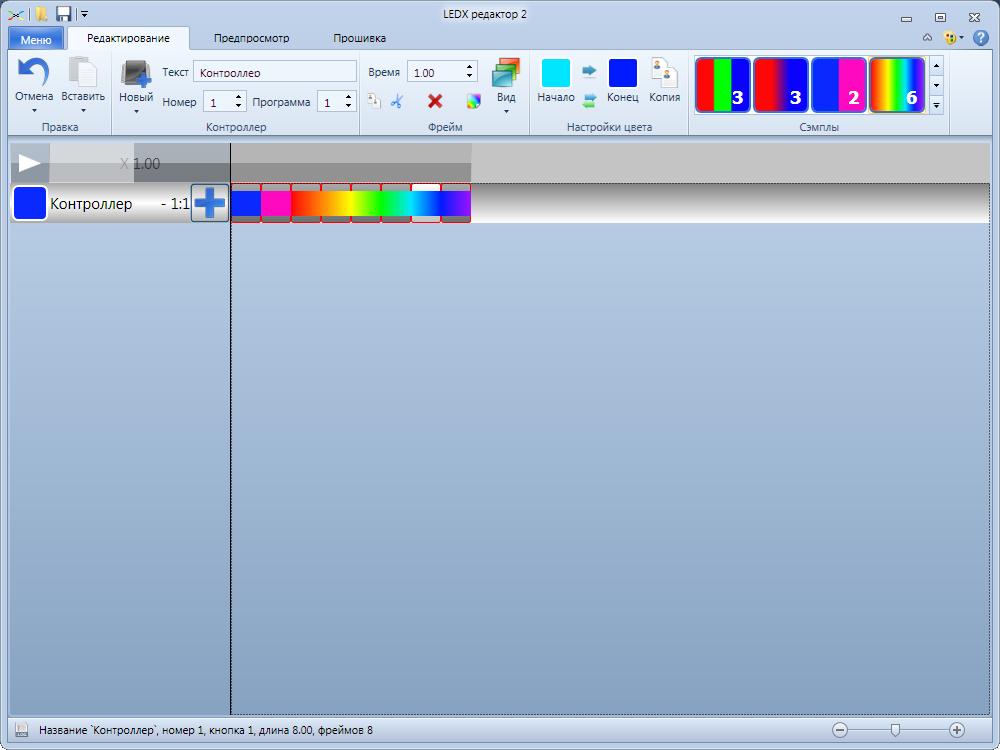 LEDX редактор 2
Меню Редактирование Предпросмотр Прошивка
Текст Контроллер Время 1.00
Отмена Вставить Новый Вид Начало Конец Копия 3 3 2 6
Номер 1 Программа 1
Правка Контроллер Фрейм Настройки цвета Сэмплы
X 1.00
Контроллер - 1:1
Название `Контроллер`, номер 1, кнопка 1, длина 8.00, фреймов 8